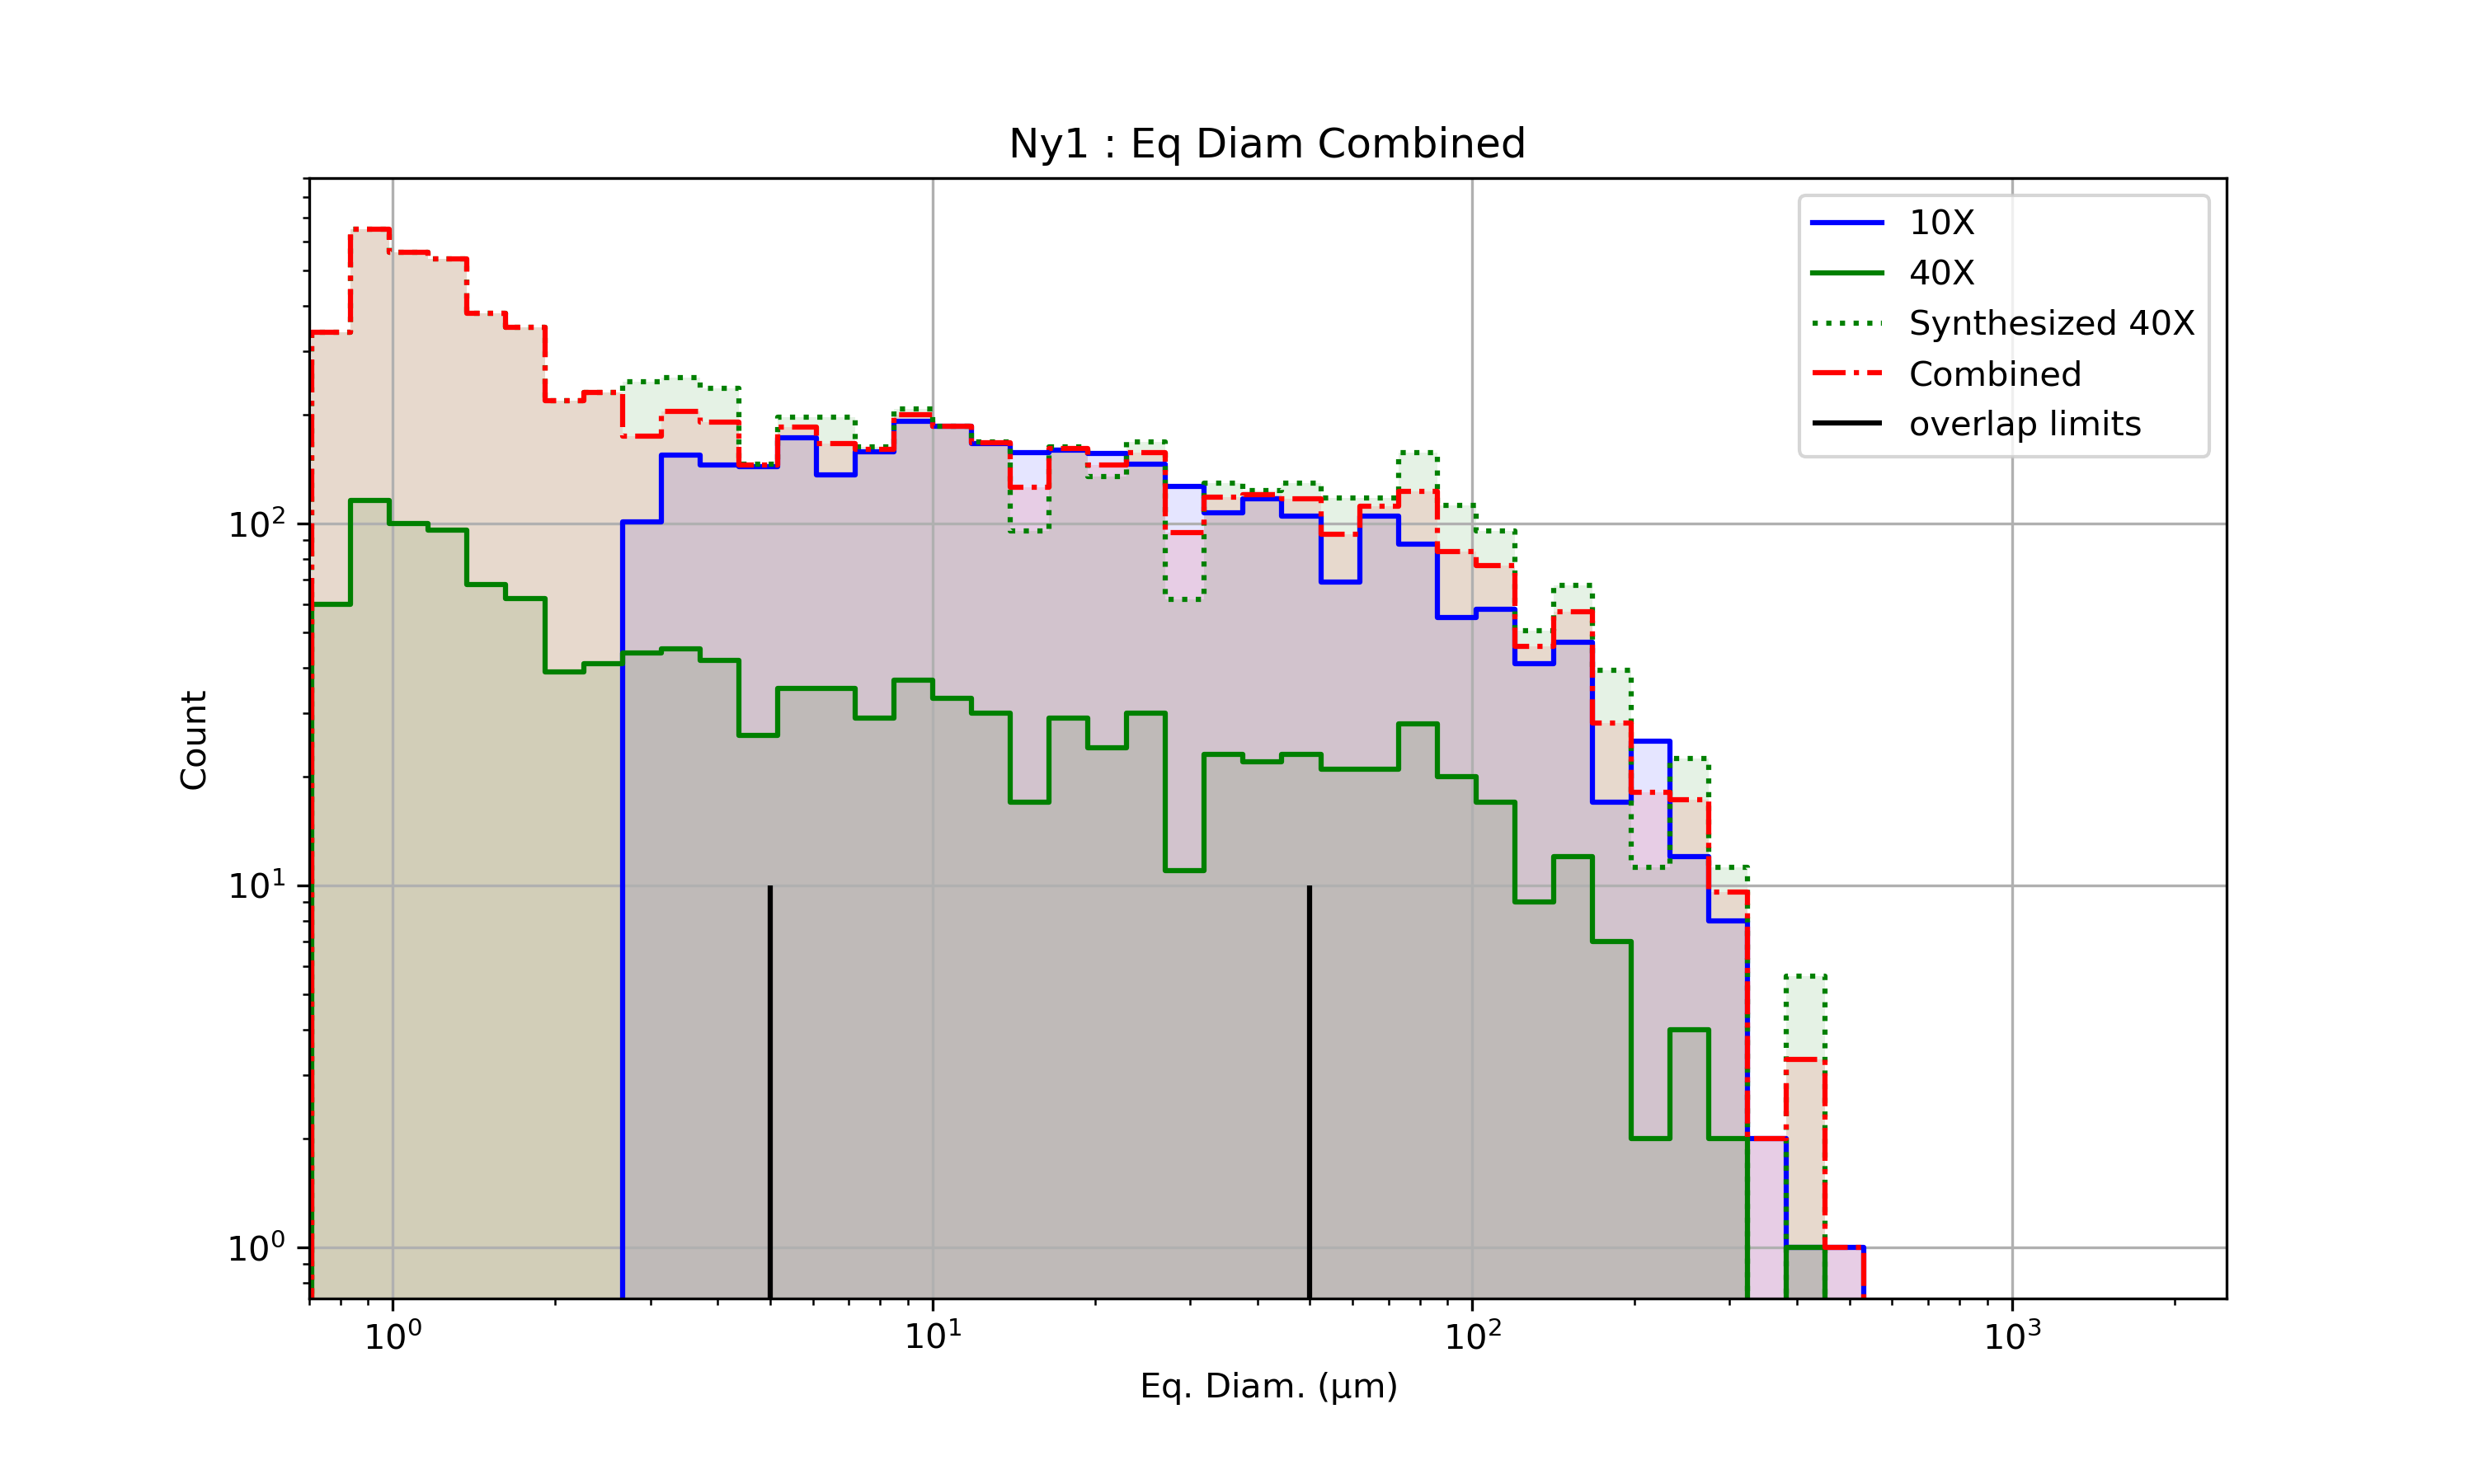 Ny1 : Eq Diam Combined
10X
40X
Synthesized 40X
Combined
overlap limits
Count
10²
10¹
10⁰
10⁰ 10¹ 10² 10³
Eq. Diam. (μm)